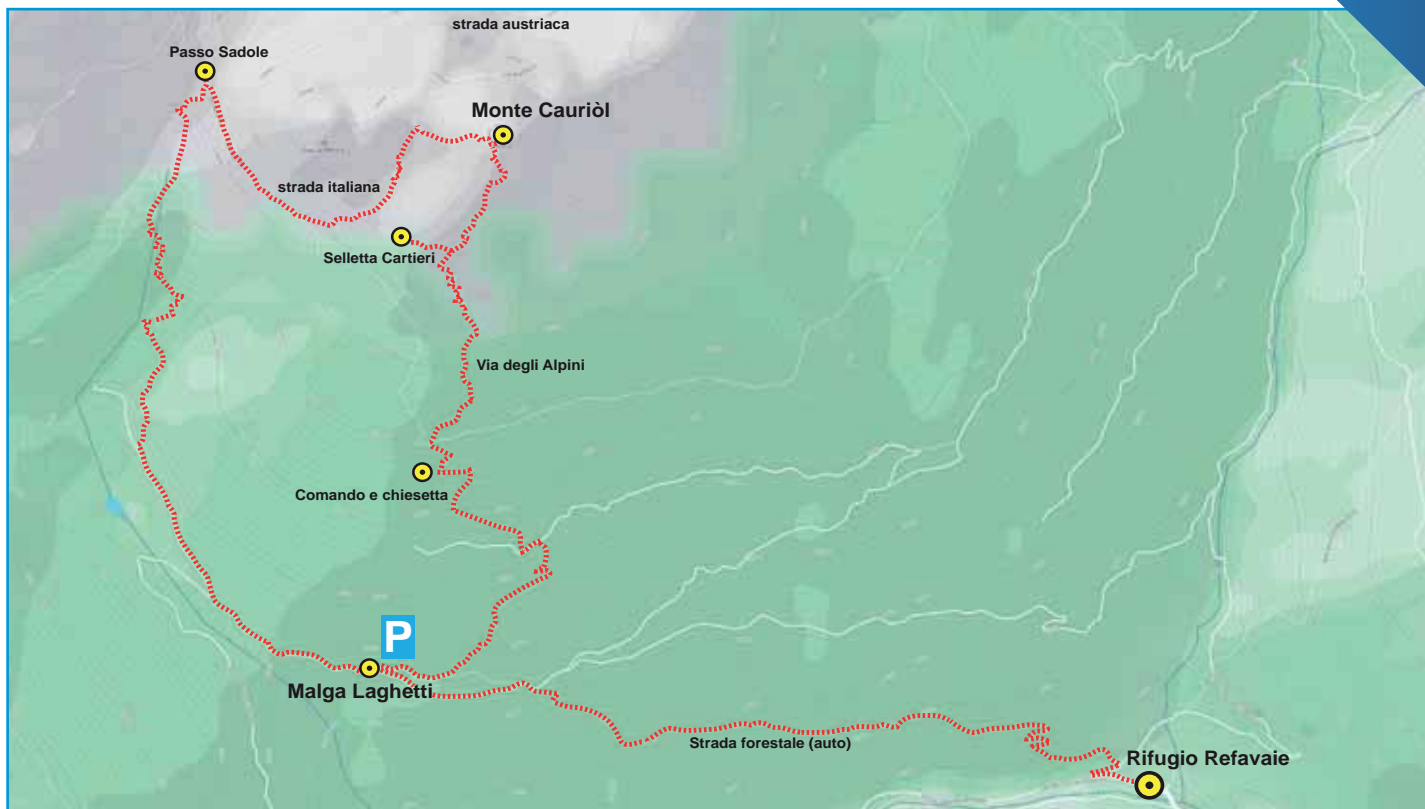 strada austriaca
Passo Sadole
Monte Cauriòl
strada italiana
Selletta Cartieri
Via degli Alpini
Comando e chiesetta
P
Malga Laghetti
Strada forestale (auto)
Rifugio Refavaie